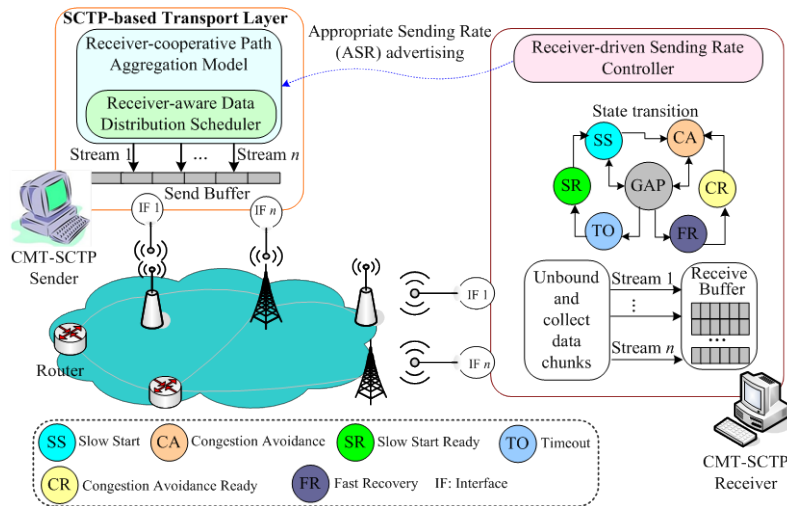 SCTP-based Transport Layer
Receiver-cooperative Path
Aggregation Model
Receiver-aware Data
Distribution Scheduler
Stream 1
...
Stream n
Send Buffer
IF 1
IF n
CMT-SCTP
Sender
Appropriate Sending Rate
(ASR) advertising
Receiver-driven Sending Rate
Controller
State transition
SS
CA
SR
GAP
CR
TO
FR
Unbound
and
collect
data
chunks
Stream 1
...
Stream n
Receive
Buffer
...
IF 1
IF n
Router
CMT-SCTP
Receiver
SS Slow Start
CA Congestion Avoidance
SR Slow Start Ready
TO Timeout
CR Congestion Avoidance Ready
FR Fast Recovery
IF: Interface